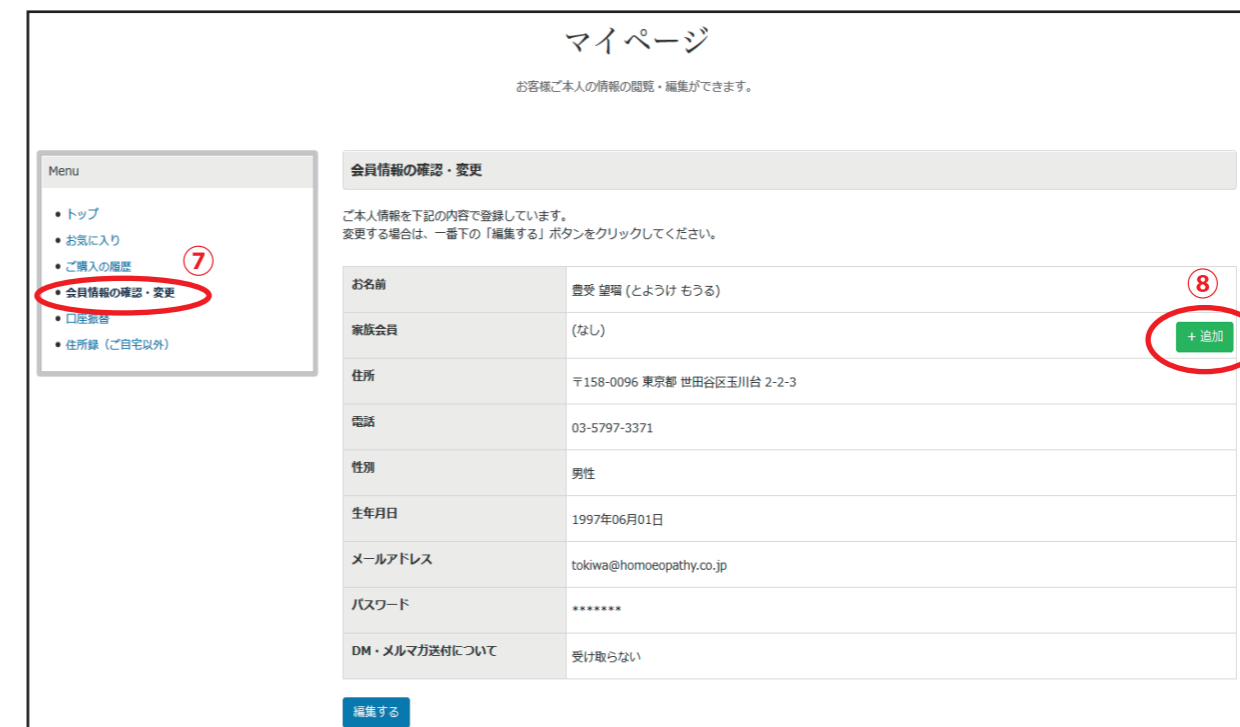 マイページ
お客様ご本人の情報の閲覧・編集ができます。
Menu
・トップ
・お気に入り
・ご購入の履歴
⑦
・会員情報の確認・変更
・口座振替
・住所録（ご自宅以外）
会員情報の確認・変更
ご本人情報を下記の内容で登録しています。
変更する場合は、一番下の「編集する」ボタンをクリックしてください。
お名前 豊受 望瑠 (とようけ もうる)
⑧
家族会員 (なし) + 追加
住所 〒158-0096 東京都 世田谷区玉川台 2-2-3
電話 03-5797-3371
性別 男性
生年月日 1997年06月01日
メールアドレス tokiwa@homoeopathy.co.jp
パスワード *******
DM・メルマガ送付について 受け取らない
編集する